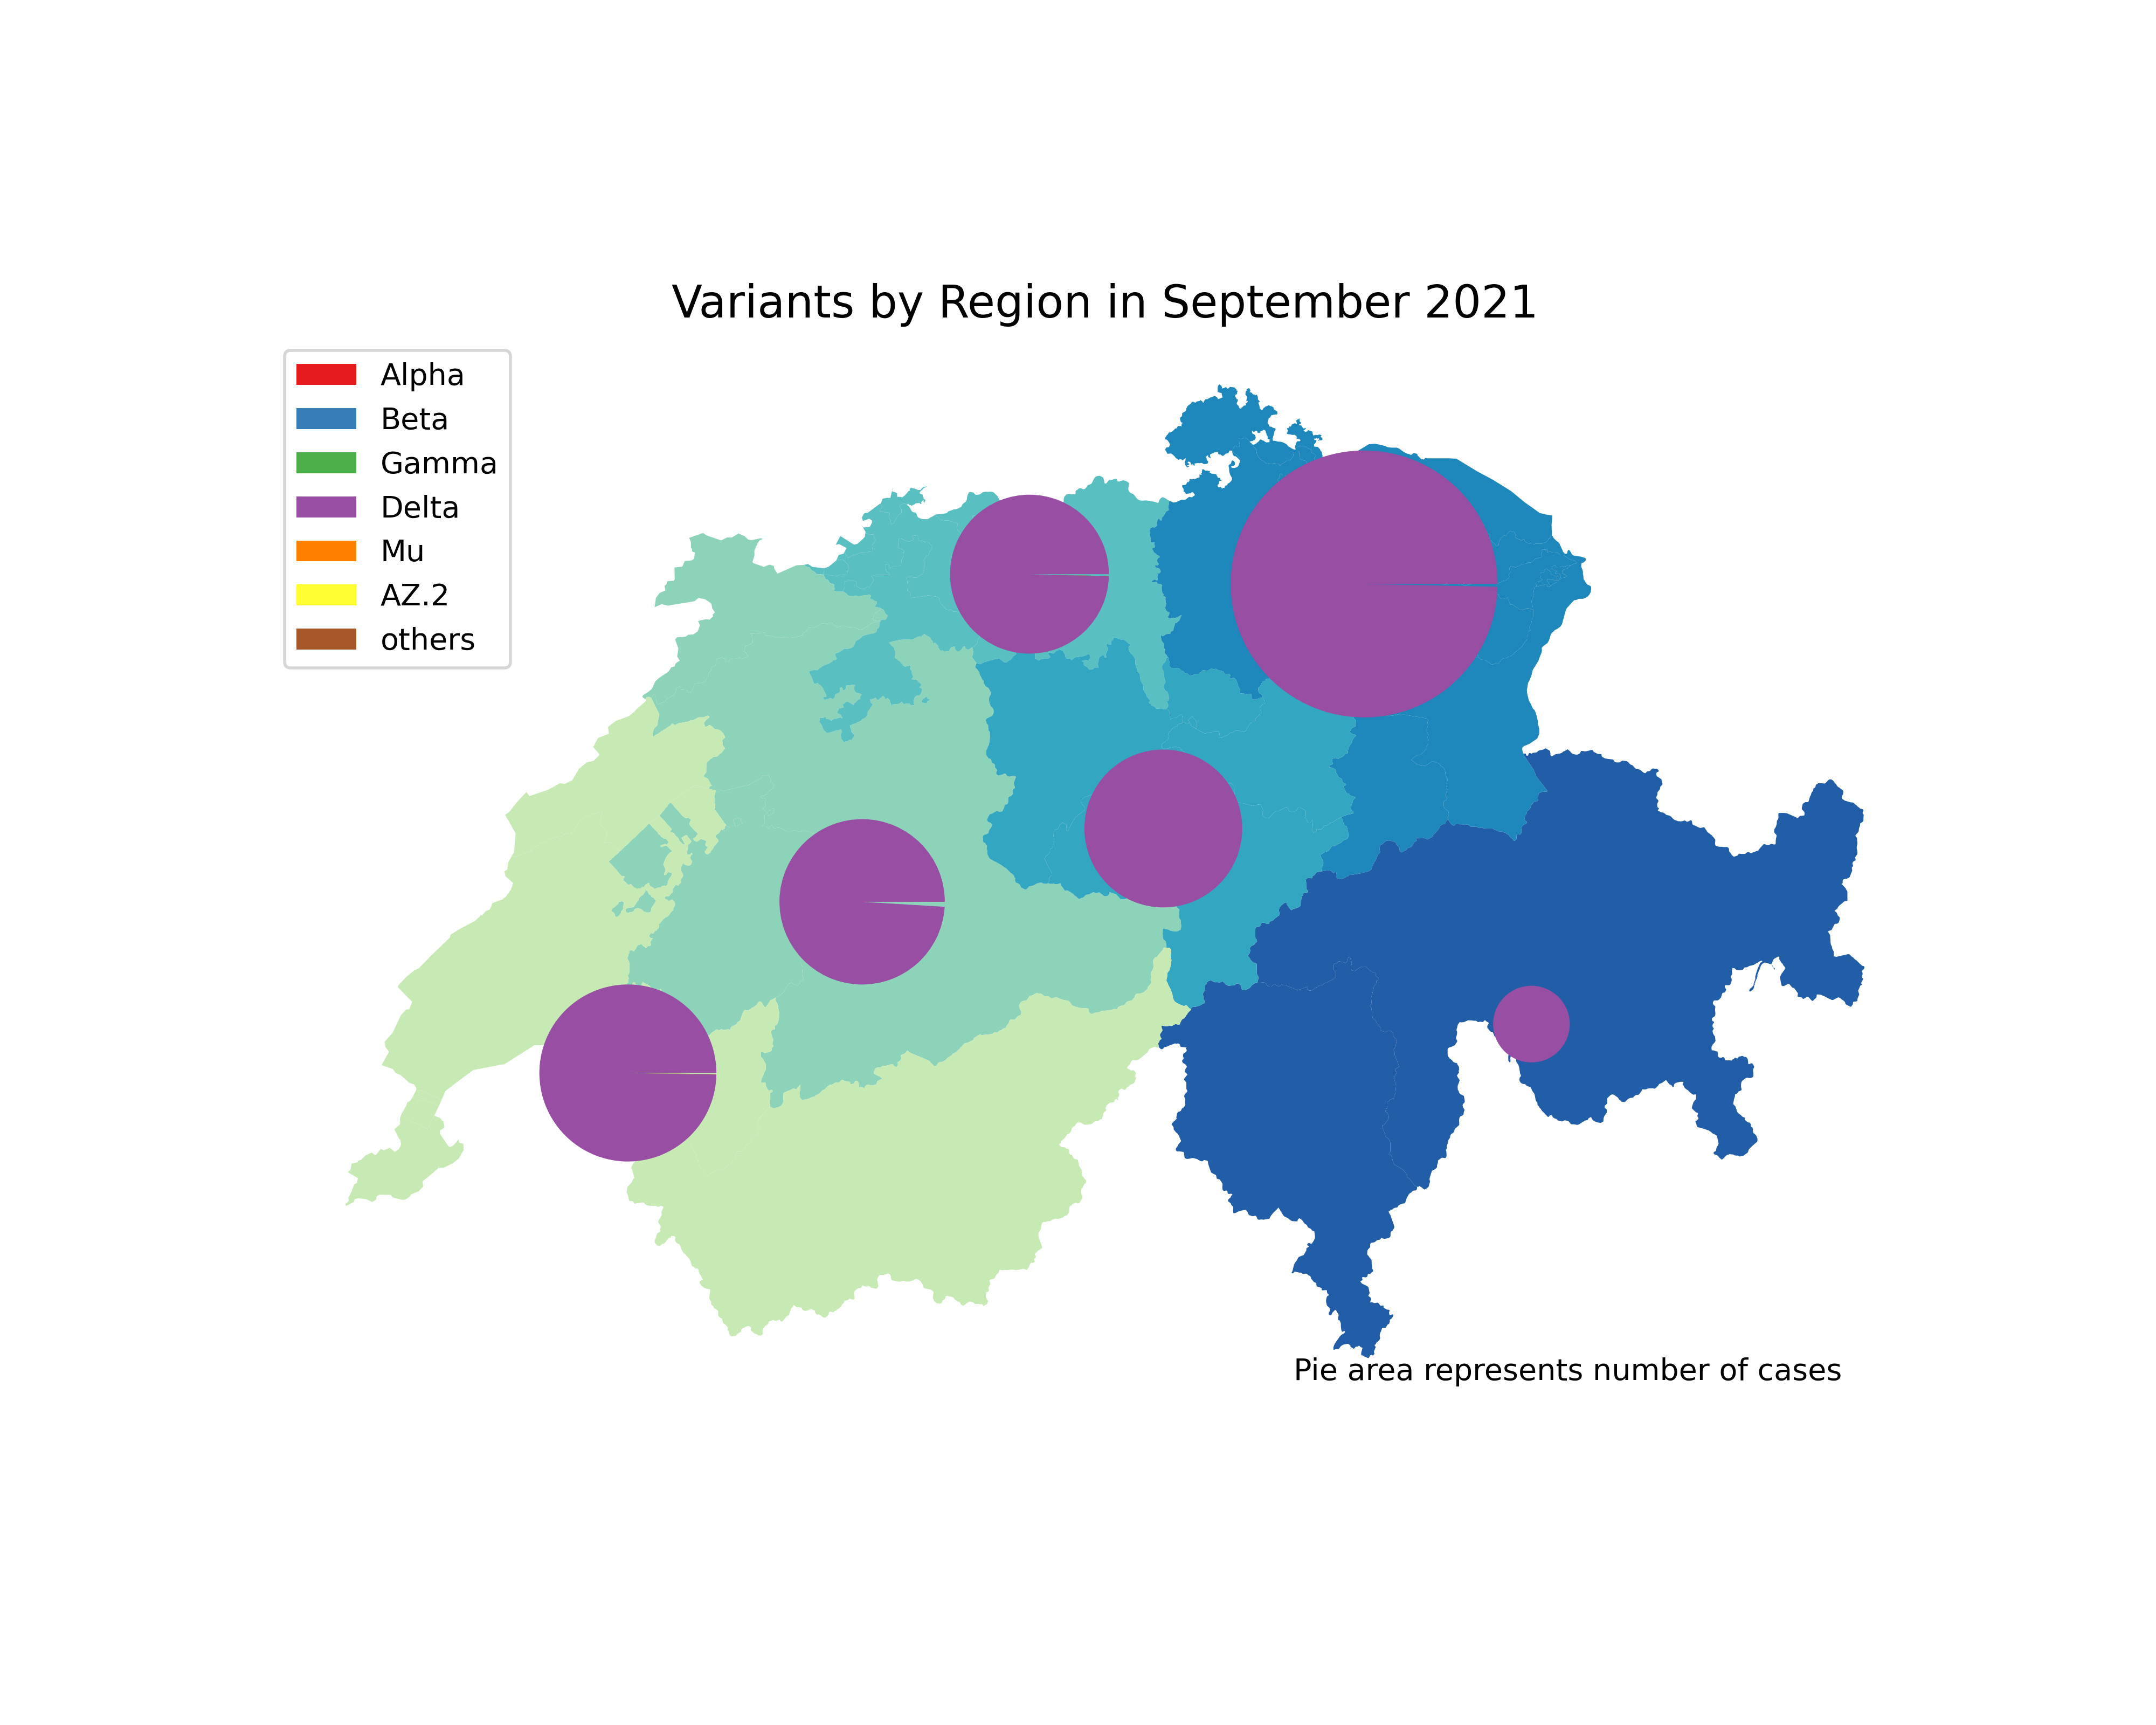 Variants by Region in September 2021
Alpha
Beta
Gamma
Delta
Mu
AZ.2
others
Pie area represents number of cases